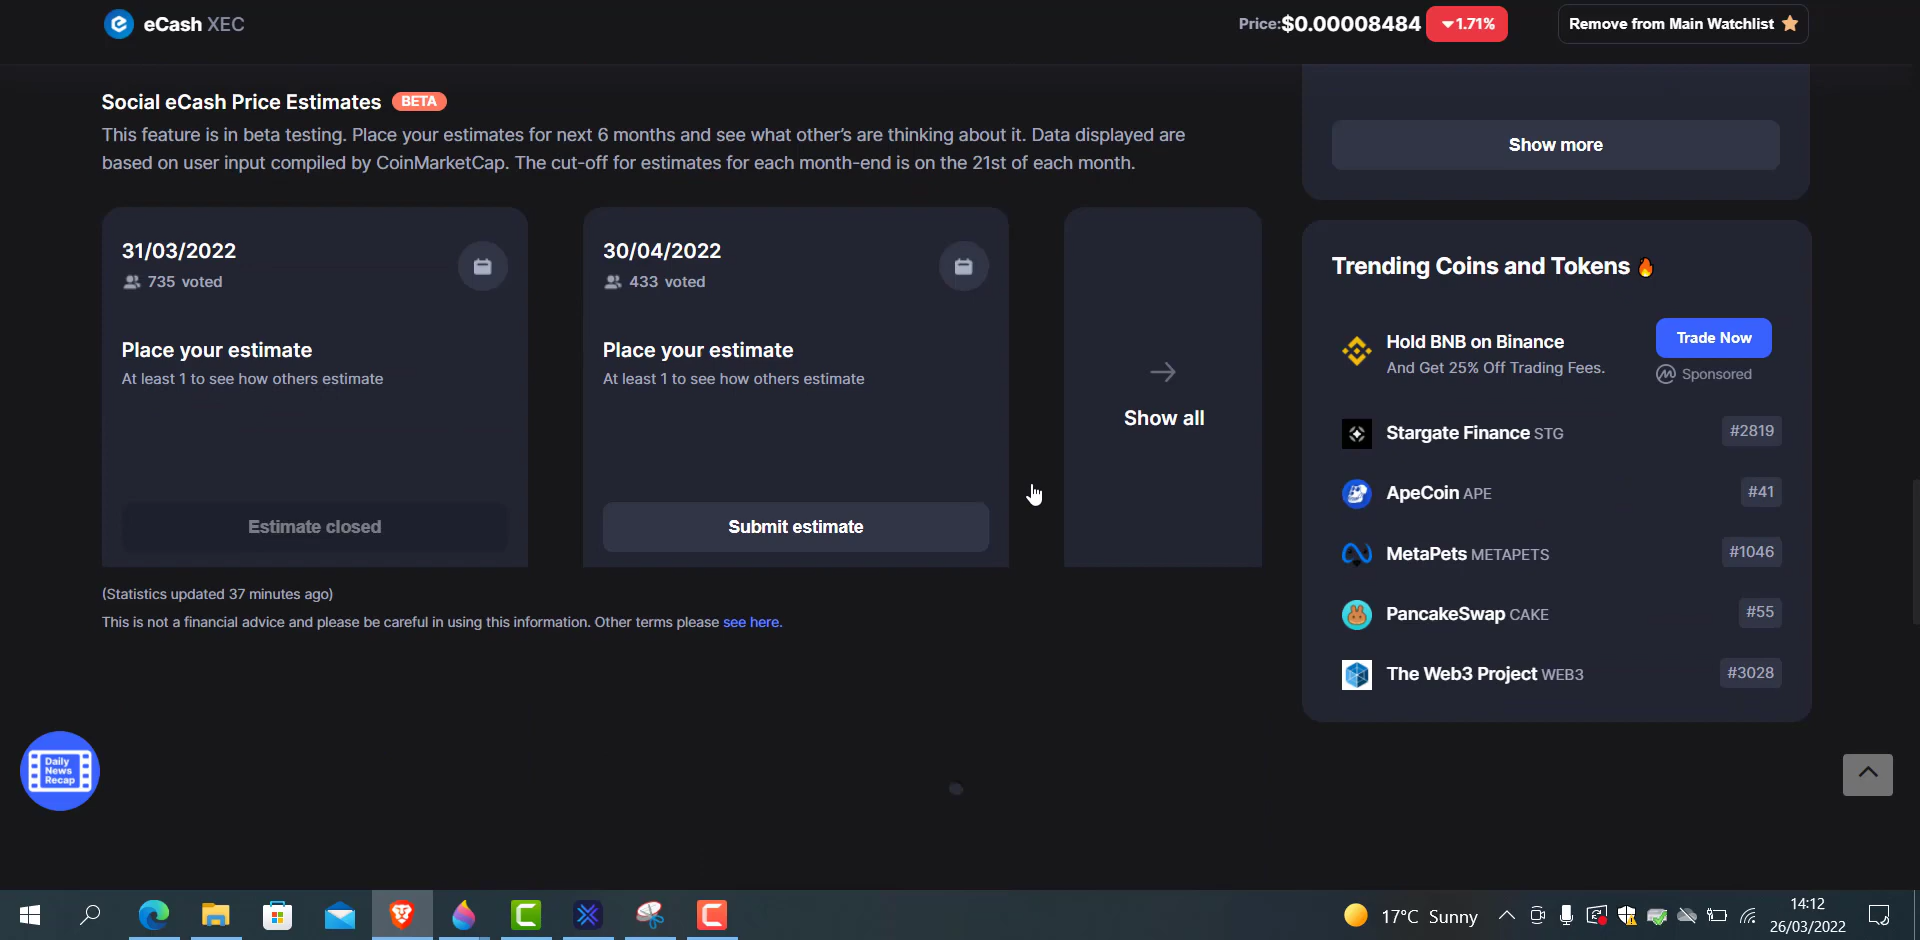 eCash XEC
Price:$0.00008484
1.71%
Remove from Main Watchlist
Social eCash Price Estimates
BETA
This feature is in beta testing. Place your estimates for next 6 months and see what other's are thinking about it. Data displayed are
based on user input compiled by CoinMarketCap. The cut-off for estimates for each month-end is on the 21st of each month.
31/03/2022
735 voted
Place your estimate
At least 1 to see how others estimate
Estimate closed
30/04/2022
433 voted
Place your estimate
At least 1 to see how others estimate
Submit estimate
Show all
(Statistics updated 37 minutes ago)
This is not a financial advice and please be careful in using this information. Other terms please see here.
Show more
Trending Coins and Tokens
Hold BNB on Binance
And Get 25% Off Trading Fees.
Trade Now
Sponsored
Stargate Finance STG
#2819
ApeCoin APE
#41
MetaPets METAPETS
#1046
PancakeSwap CAKE
#55
The Web3 Project WEB3
#3028
Daily
News
Recap
17°C Sunny
14:12
26/03/2022